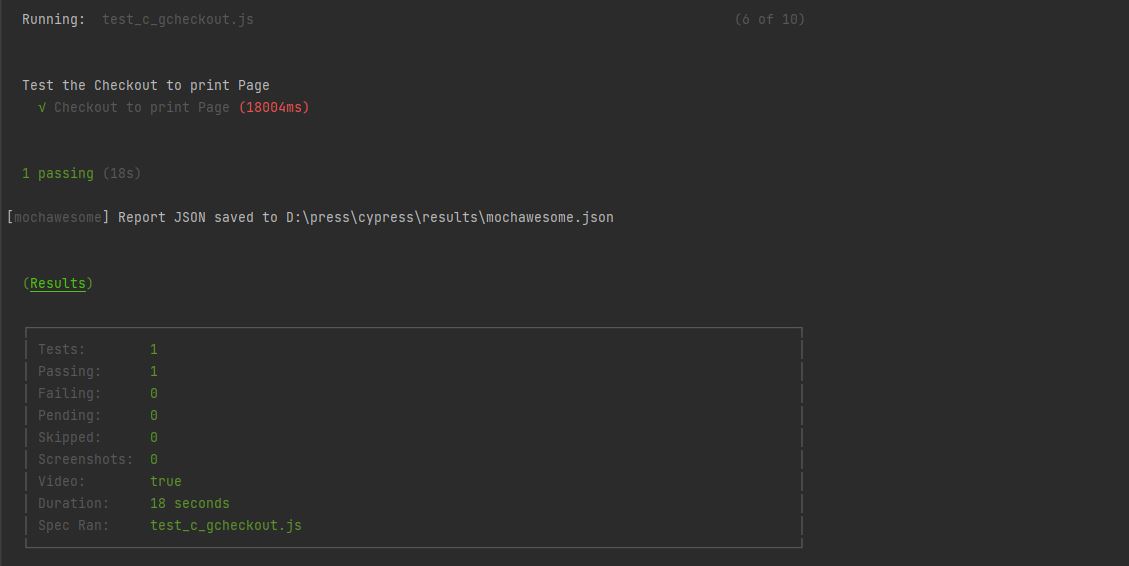 Running:  test_c_gcheckout.js (6 of 10)
Test the Checkout to print Page
√ Checkout to print Page (18004ms)
1 passing (18s)
[mochawesome] Report JSON saved to D:\press\cypress\results\mochawesome.json
(Results)
Tests: 1
Passing: 1
Failing: 0
Pending: 0
Skipped: 0
Screenshots: 0
Video: true
Duration: 18 seconds
Spec Ran: test_c_gcheckout.js